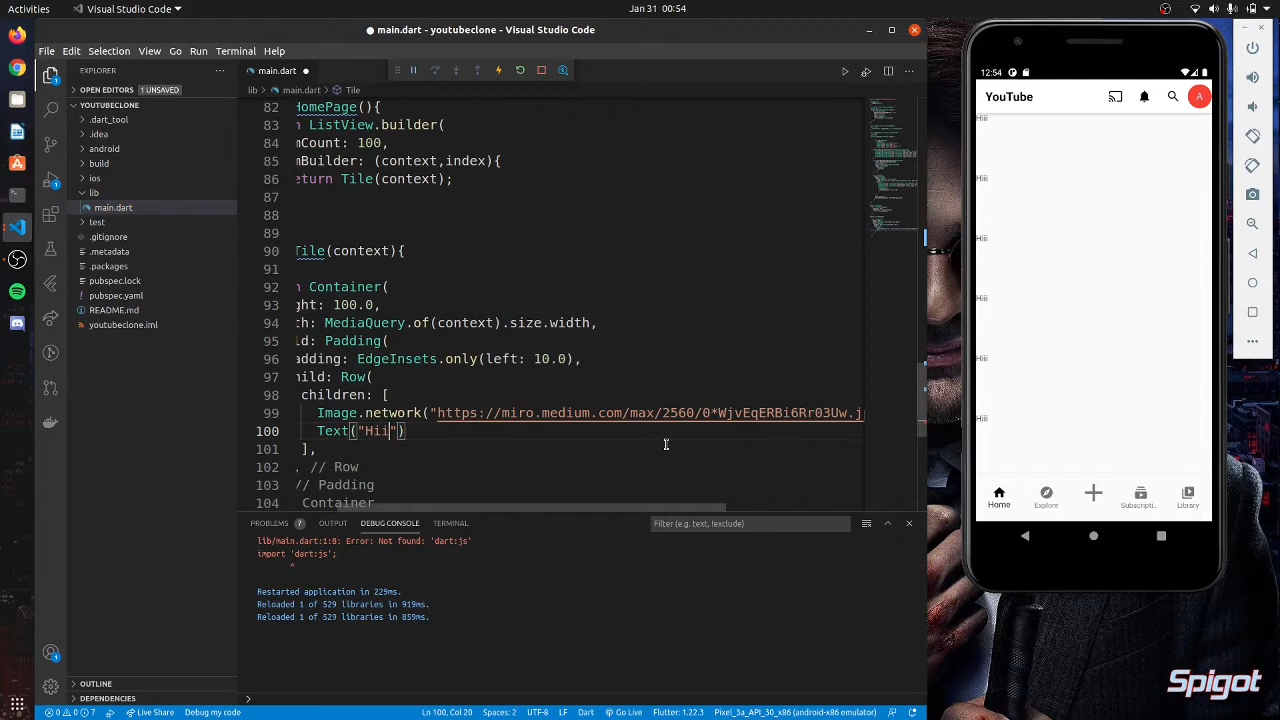 Activities
Visual Studio Code
Jan 31 00:54
main.dart - youtubeclone - Visual Studio Code
File Edit Selection View Go Run Terminal Help
EXPLORER
OPEN EDITORS 1 UNSAVED
YOUTUBECLONE
.dart_tool
.idea
android
build
ios
lib
main.dart
test
.gitignore
.metadata
.packages
pubspec.lock
pubspec.yaml
README.md
youtubeclone.iml
OUTLINE
DEPENDENCIES
main.dart
lib > main.dart > Tile
82 HomePage(){
83 n ListView.builder(
84 mCount: 100,
85 mBuilder: (context,index){
86 eturn Tile(context);
87
88
89
90 Tile(context){
91
92 n Container(
93 ght: 100.0,
94 th: MediaQuery.of(context).size.width,
95 ld: Padding(
96 adding: EdgeInsets.only(left: 10.0),
97 hild: Row(
98 children: [
99 Image.network("https://miro.medium.com/max/2560/0*WjvEqERBi6Rr03Uw.j
100 Text("Hii")
101 ],
102 , // Row
103 // Padding
104 Container
PROBLEMS 7 OUTPUT DEBUG CONSOLE TERMINAL
Filter (e.g. text, !exclude)
lib/main.dart:1:8: Error: Not found: 'dart:js'
import 'dart:js';
^
Restarted application in 229ms.
Reloaded 1 of 529 libraries in 919ms.
Reloaded 1 of 529 libraries in 859ms.
0 0 7 Live Share Debug my code Ln 100, Col 20 Spaces: 2 UTF-8 LF Dart Go Live Flutter: 1.22.3 Pixel_3a_API_30_x86 (android-x86 emulator)
12:54
YouTube
A
Hiii
Hiii
Hiii
Hiii
Hiii
Hiii
Home Explore Subscripti... Library
Spigot